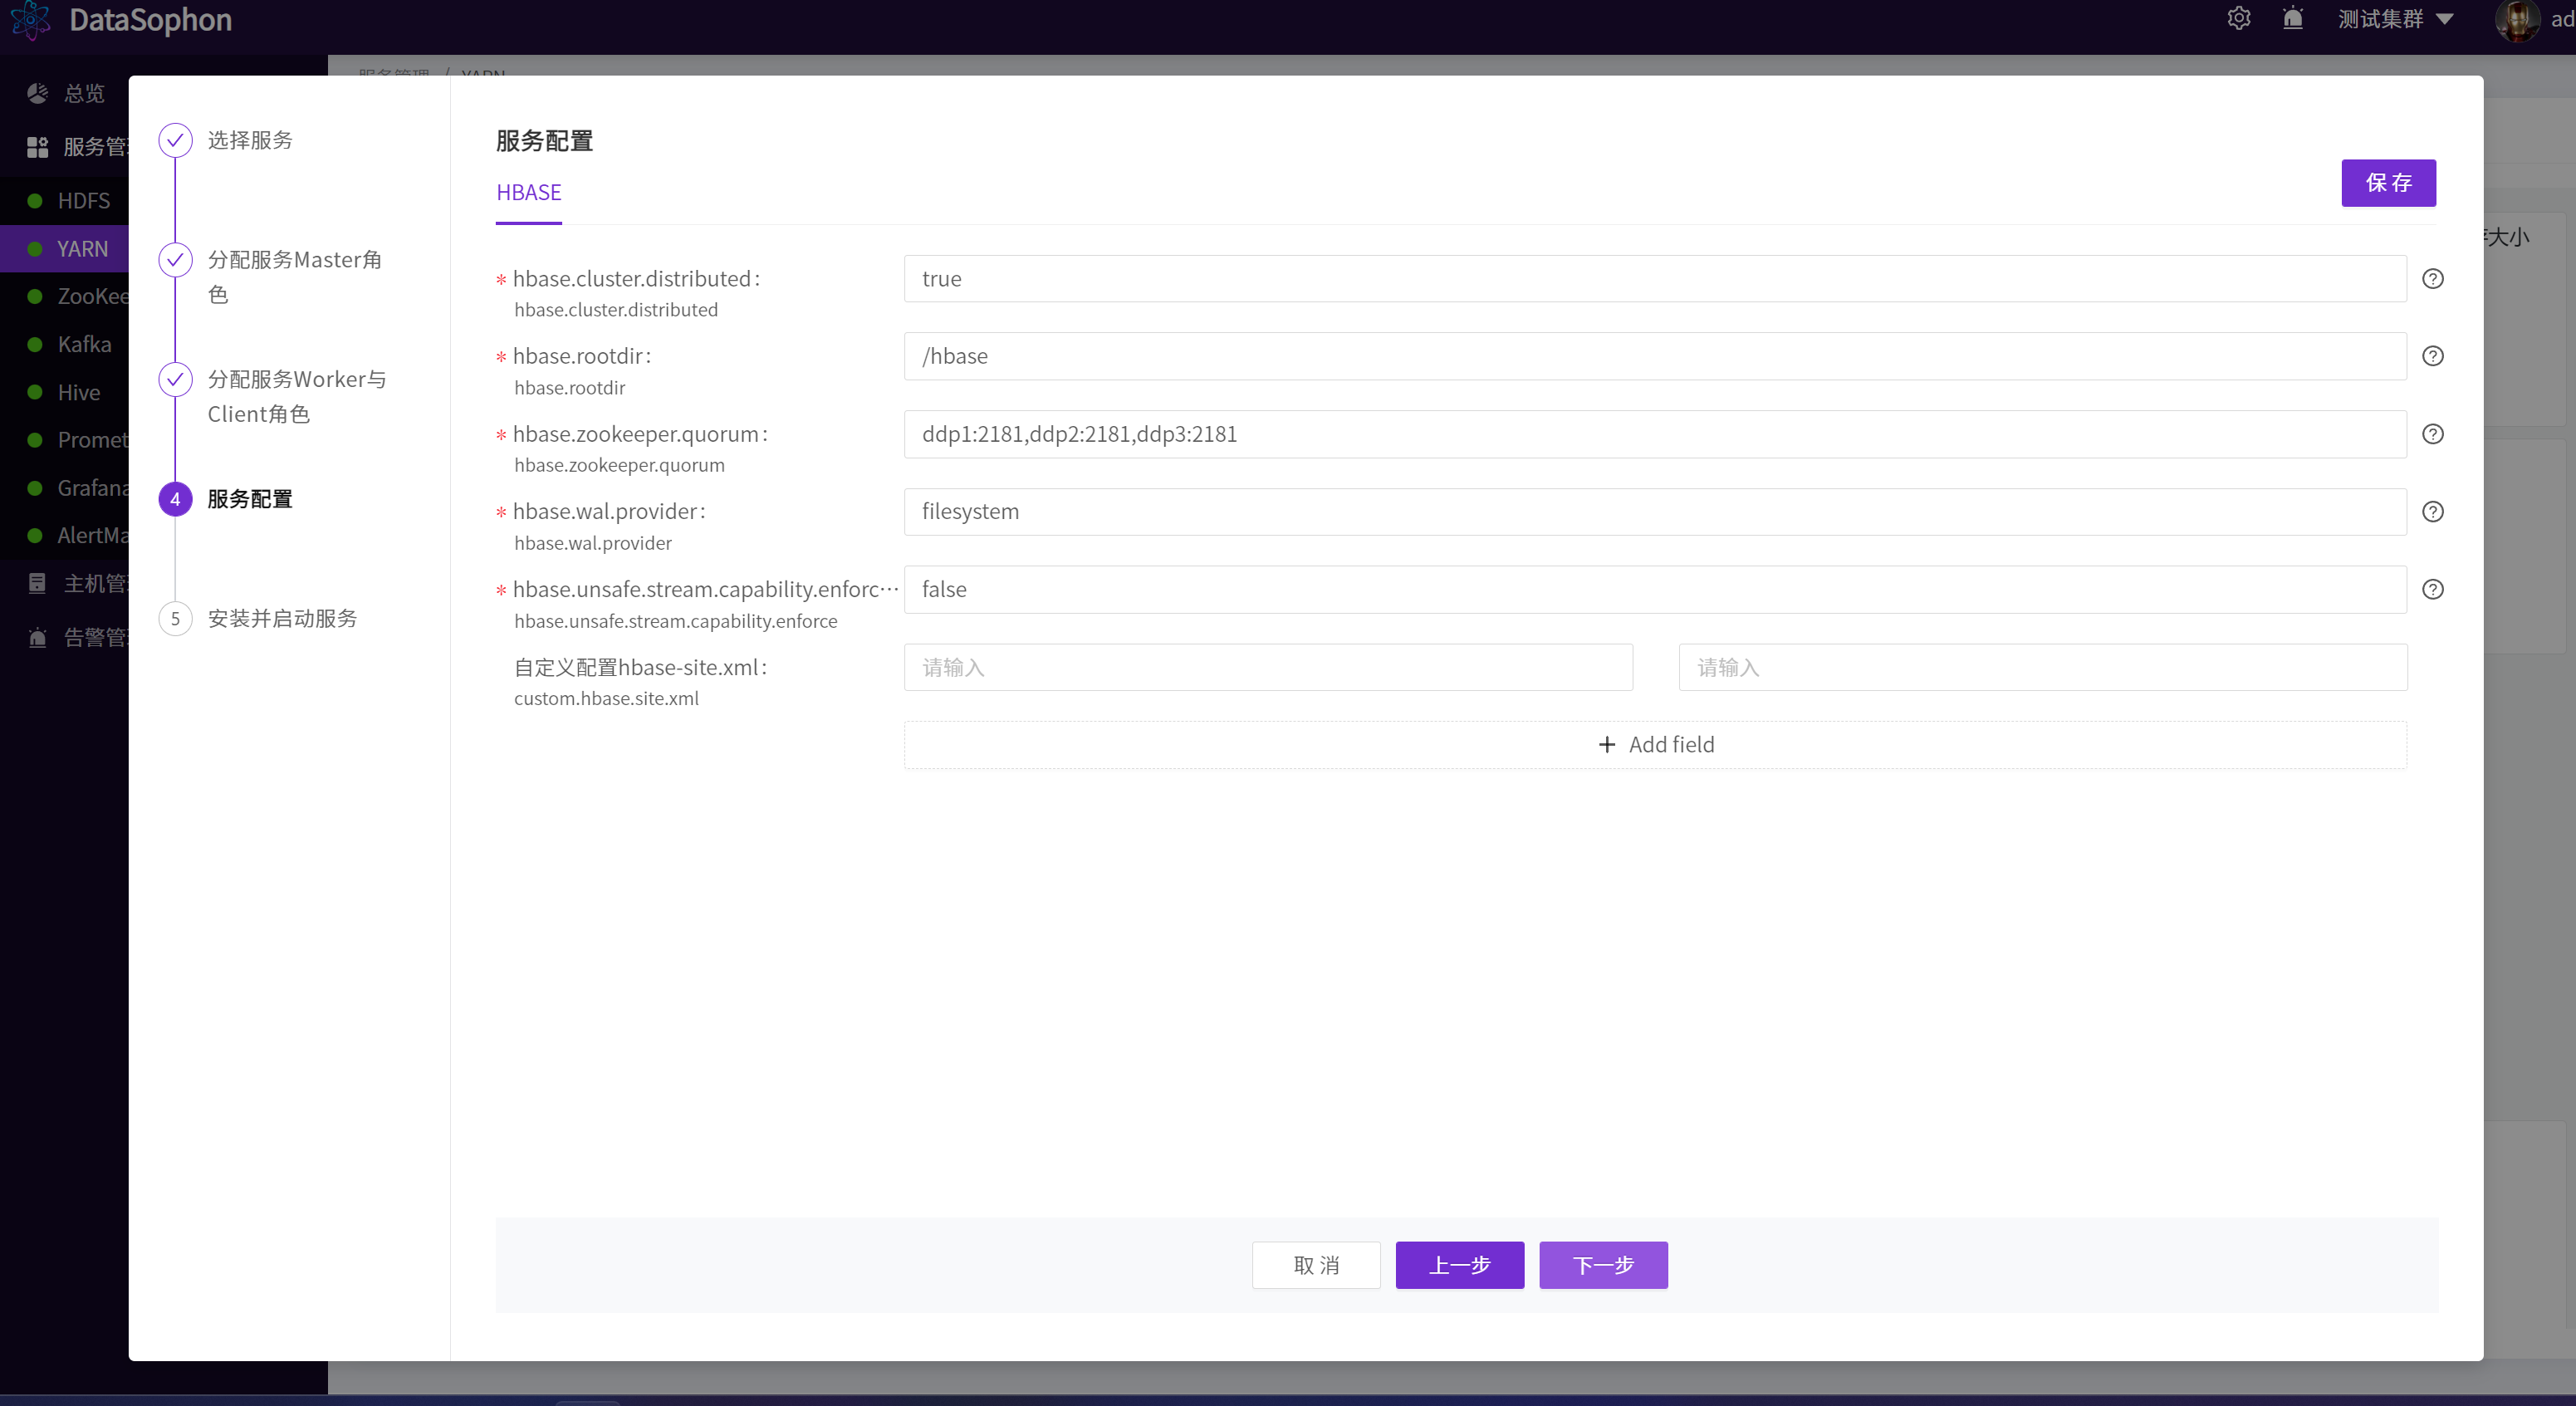 DataSophon
测试集群
ad
总览
服务管理
HDFS
YARN
ZooKee
Kafka
Hive
Promet
Grafana
AlertMa
主机管
告警管
服务管理 / YARN
大小
选择服务
分配服务Master角
色
分配服务Worker与
Client角色
4 服务配置
5 安装并启动服务
服务配置
HBASE
保 存
* hbase.cluster.distributed: true
hbase.cluster.distributed
* hbase.rootdir: /hbase
hbase.rootdir
* hbase.zookeeper.quorum: ddp1:2181,ddp2:2181,ddp3:2181
hbase.zookeeper.quorum
* hbase.wal.provider: filesystem
hbase.wal.provider
* hbase.unsafe.stream.capability.enforc··· false
hbase.unsafe.stream.capability.enforce
自定义配置hbase-site.xml: 请输入 请输入
custom.hbase.site.xml
+ Add field
取 消 上一步 下一步